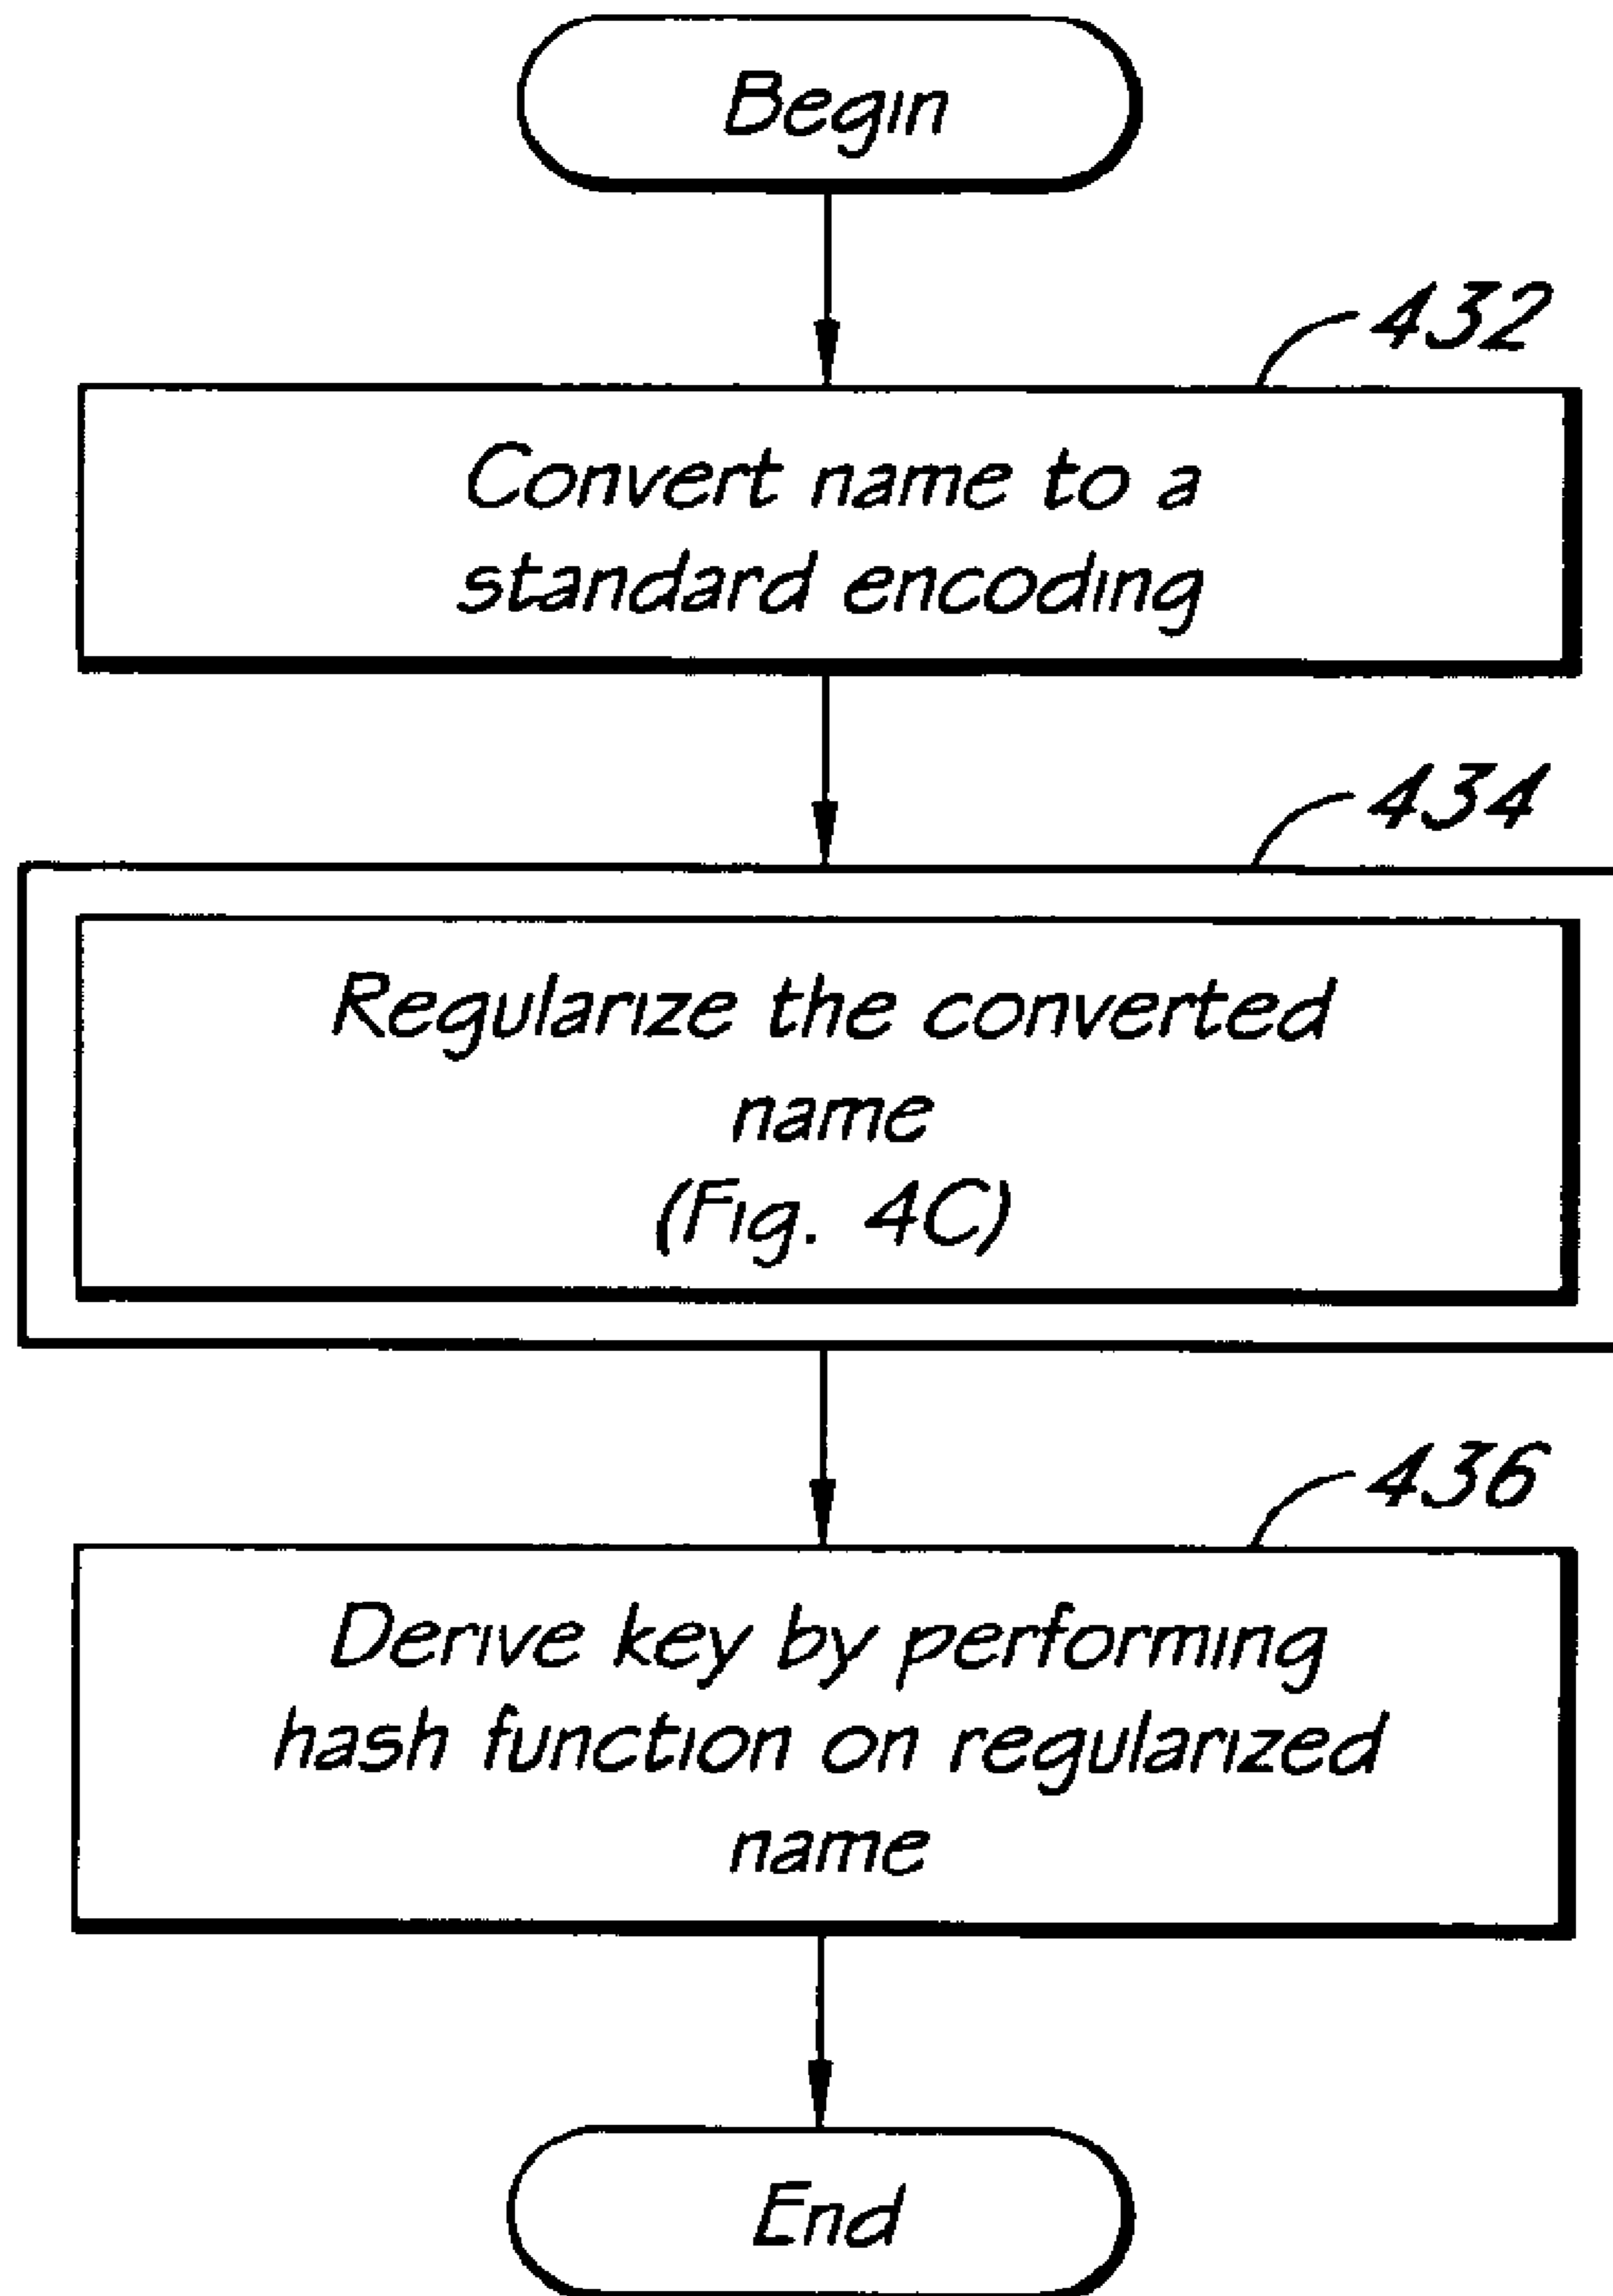 Begin
432
Convert name to a
standard encoding
434
Regularize the converted
name
(Fig. 4C)
436
Derive key by performing
hash function on regularized
name
End